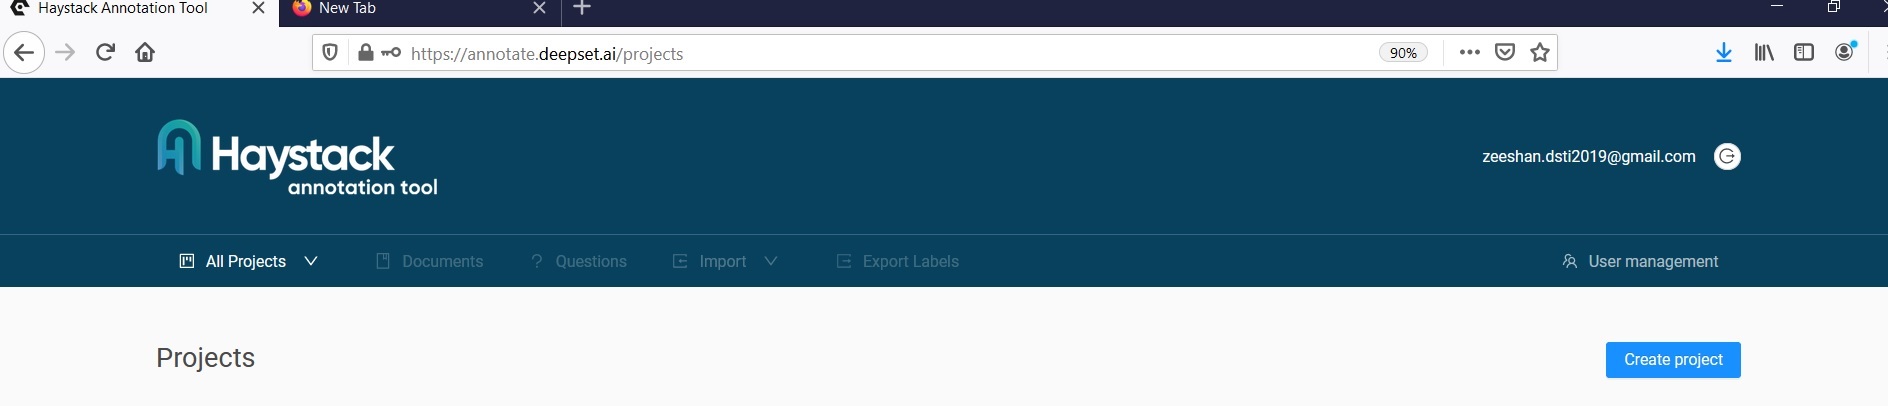 Haystack Annotation Tool
New Tab
https://annotate.deepset.ai/projects
90%
Haystack
annotation tool
zeeshan.dsti2019@gmail.com
All Projects
Documents
? Questions
Import
Export Labels
User management
Projects
Create project